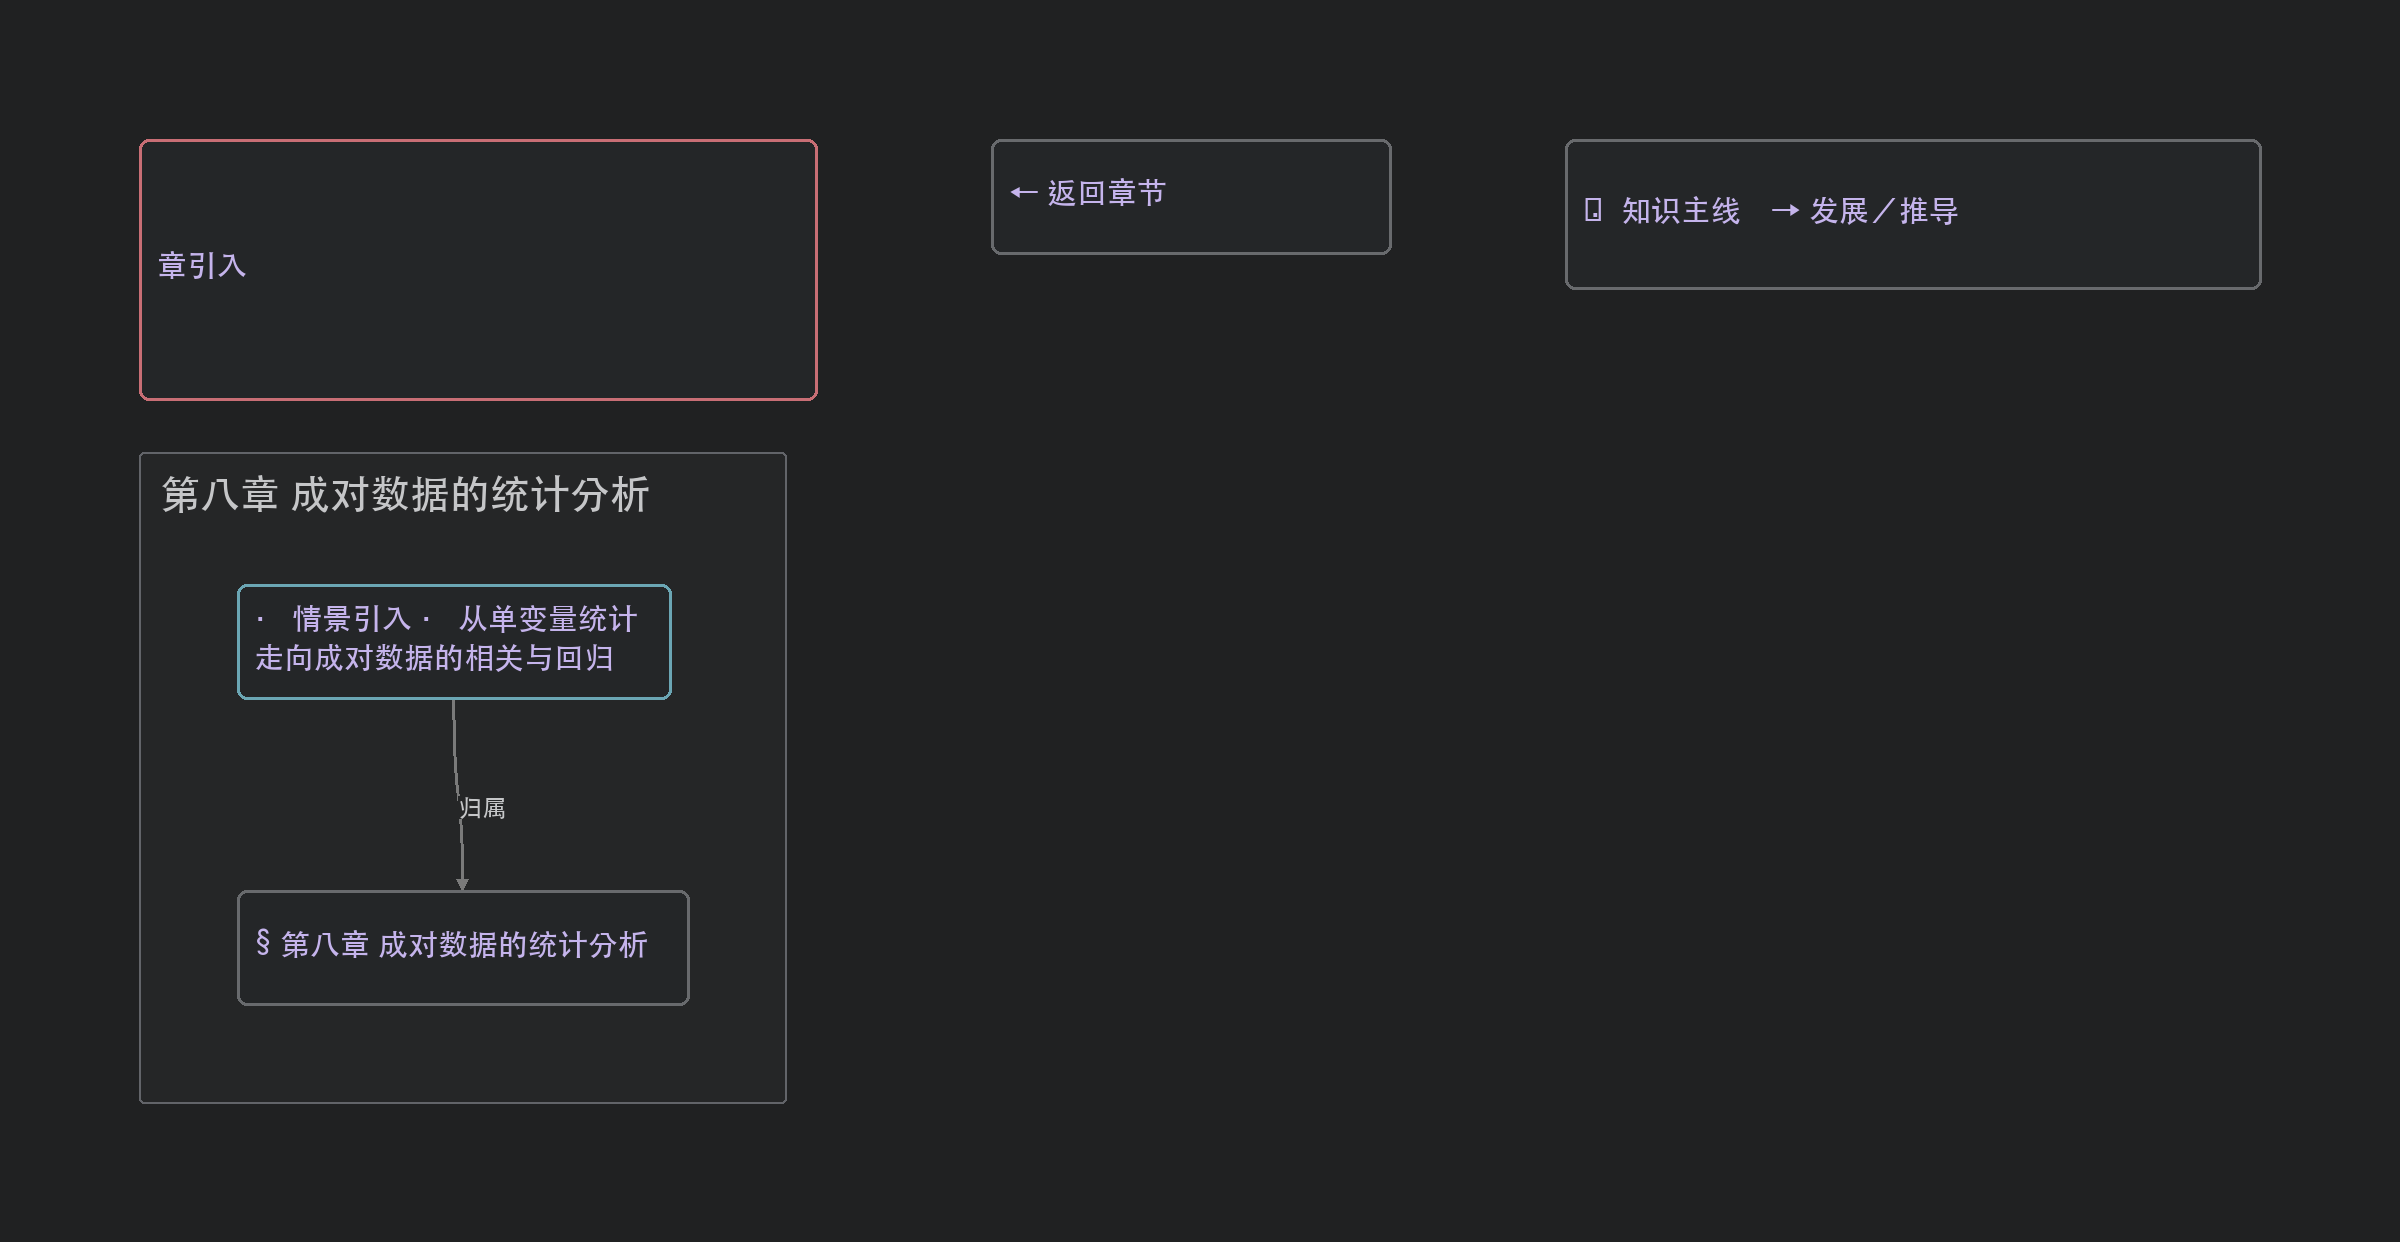 章引入
← 返回章节
知识主线 → 发展／推导
第八章 成对数据的统计分析
· 情景引入 · 从单变量统计
走向成对数据的相关与回归
归属
§ 第八章 成对数据的统计分析